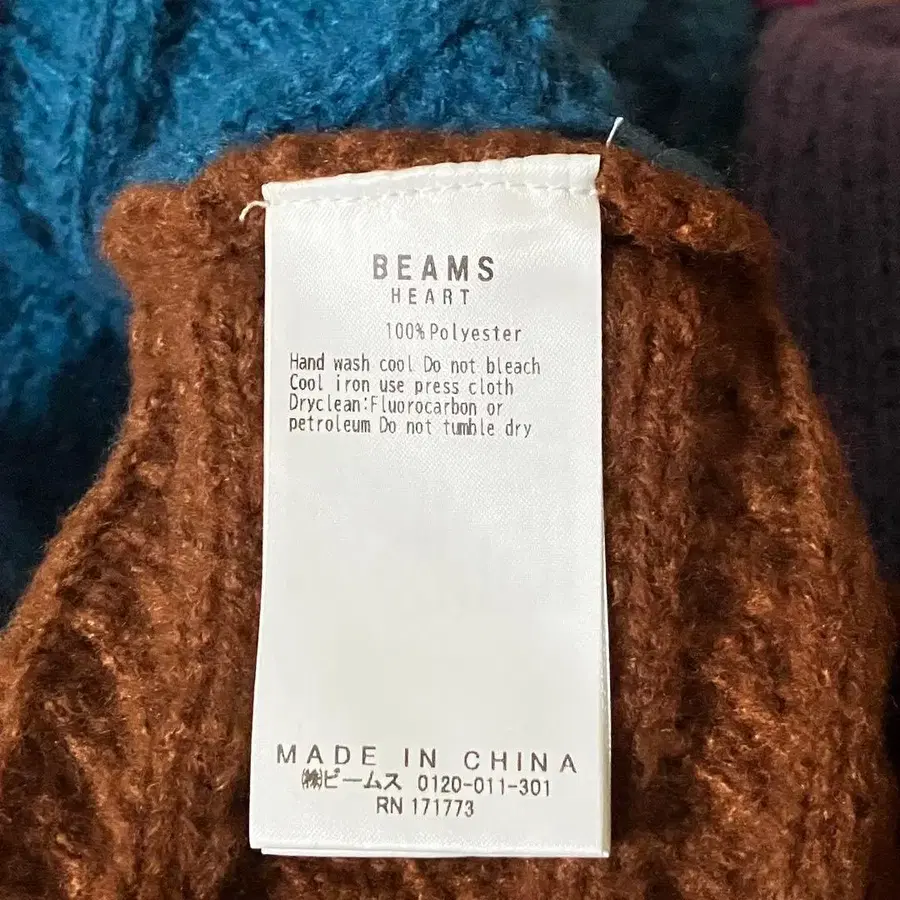 BEAMS
HEART
100% Polyester
Hand wash cool Do not bleach
Cool iron use press cloth
Dryclean:Fluorocarbon or
petroleum Do not tumble dry
MADE IN CHINA
㈱ビームス 0120-011-301
RN 171773